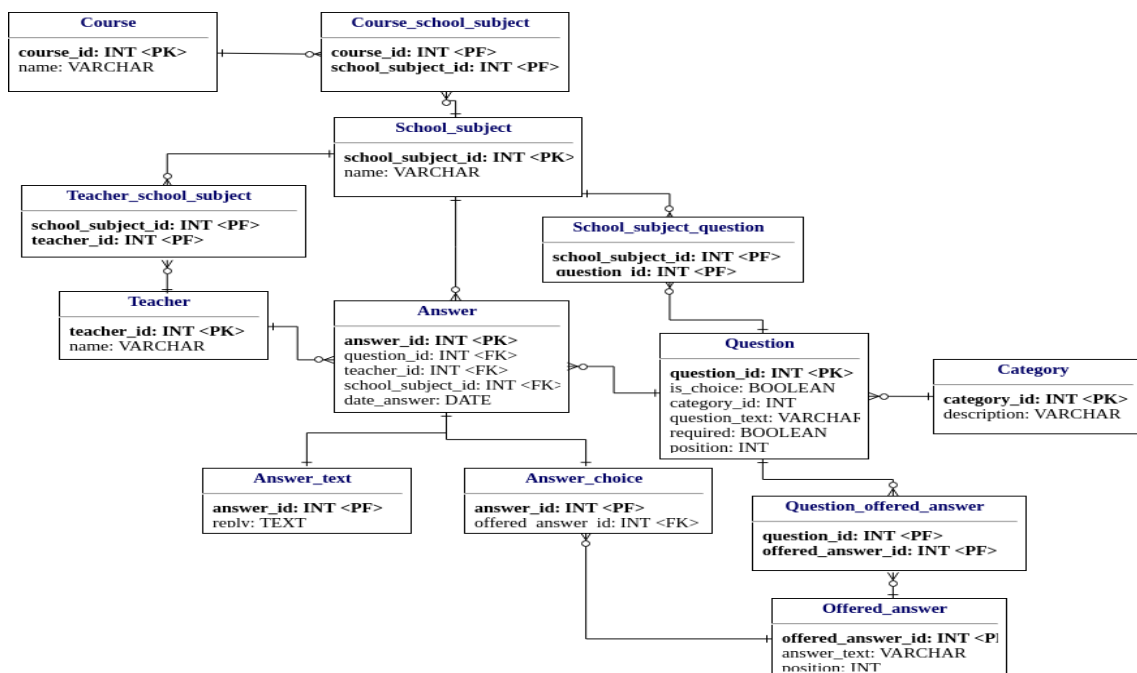 Course
course_id: INT <PK>
name: VARCHAR
Course_school_subject
course_id: INT <PF>
school_subject_id: INT <PF>
School_subject
school_subject_id: INT <PK>
name: VARCHAR
Teacher_school_subject
school_subject_id: INT <PF>
teacher_id: INT <PF>
School_subject_question
school_subject_id: INT <PF>
question_id: INT <PF>
Teacher
teacher_id: INT <PK>
name: VARCHAR
Answer
answer_id: INT <PK>
question_id: INT <FK>
teacher_id: INT <FK>
school_subject_id: INT <FK>
date_answer: DATE
Question
question_id: INT <PK>
is_choice: BOOLEAN
category_id: INT
question_text: VARCHAR
required: BOOLEAN
position: INT
Category
category_id: INT <PK>
description: VARCHAR
Answer_text
answer_id: INT <PF>
reply: TEXT
Answer_choice
answer_id: INT <PF>
offered_answer_id: INT <FK>
Question_offered_answer
question_id: INT <PF>
offered_answer_id: INT <PF>
Offered_answer
offered_answer_id: INT <P
answer_text: VARCHAR
position: INT